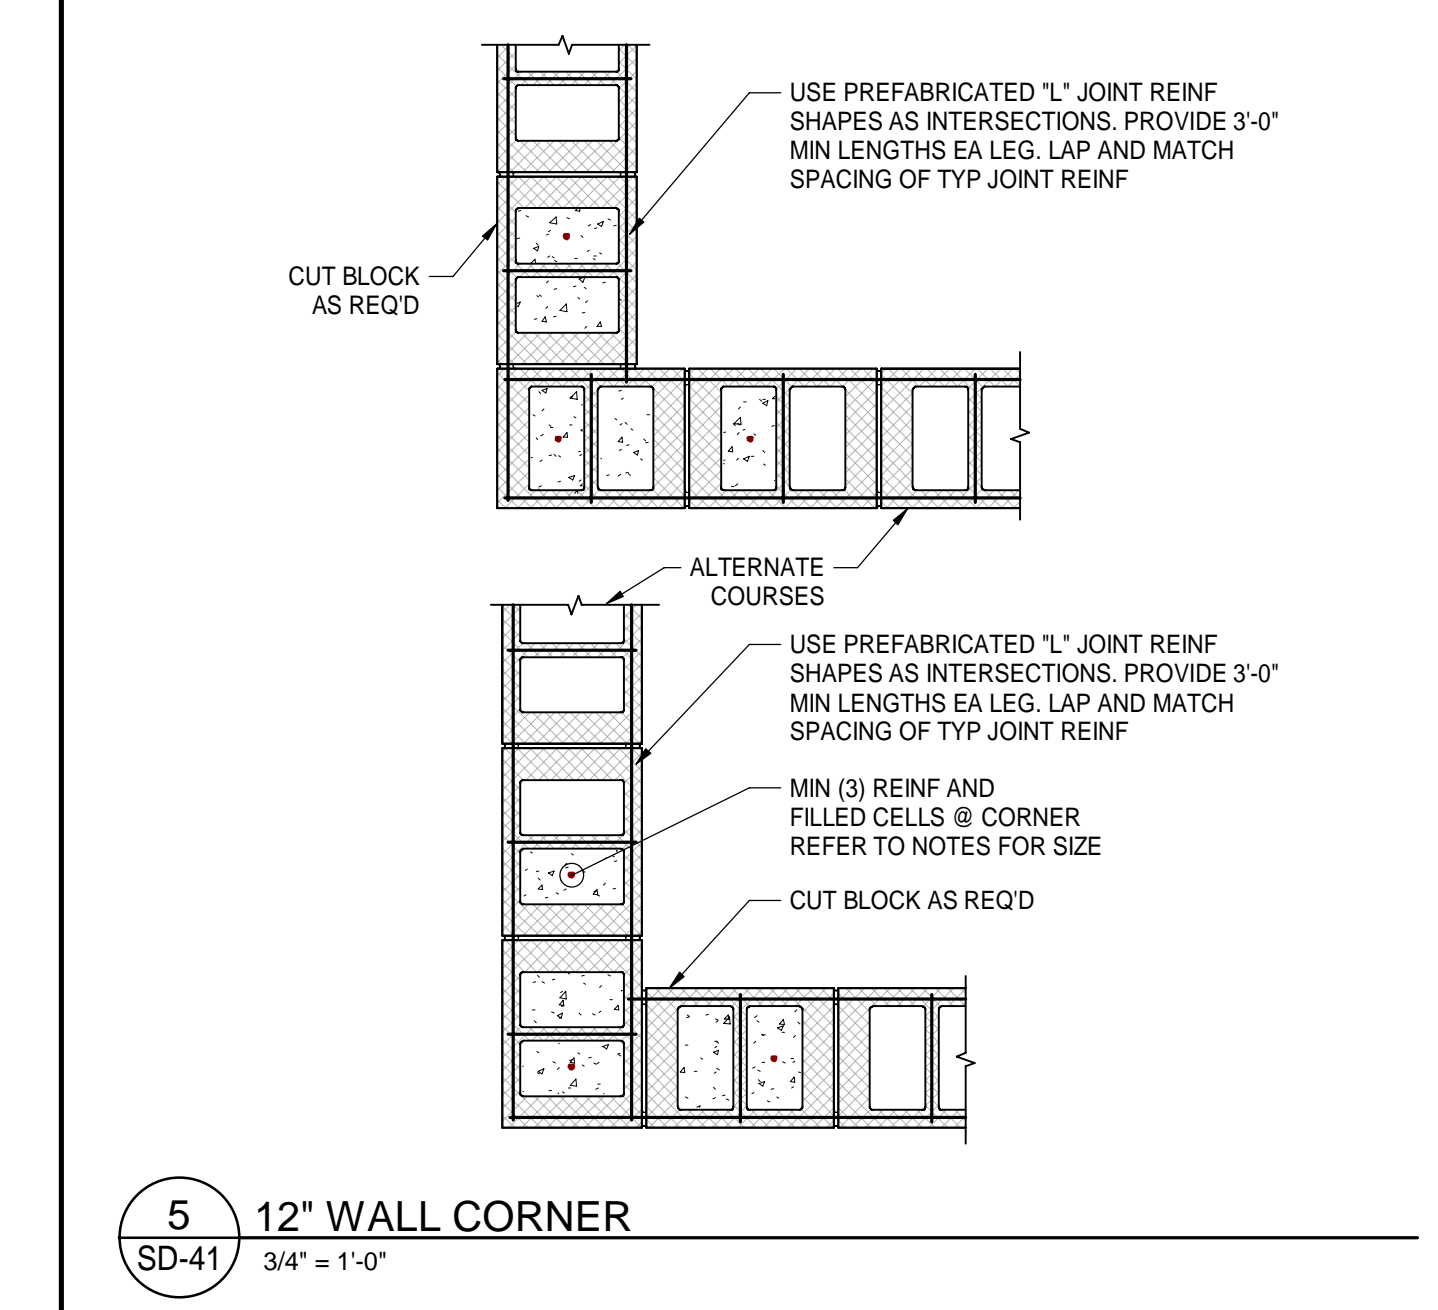 USE PREFABRICATED "L" JOINT REINF
SHAPES AS INTERSECTIONS. PROVIDE 3'-0"
MIN LENGTHS EA LEG. LAP AND MATCH
SPACING OF TYP JOINT REINF
CUT BLOCK
AS REQ'D
ALTERNATE
COURSES
USE PREFABRICATED "L" JOINT REINF
SHAPES AS INTERSECTIONS. PROVIDE 3'-0"
MIN LENGTHS EA LEG. LAP AND MATCH
SPACING OF TYP JOINT REINF
MIN (3) REINF AND
FILLED CELLS @ CORNER
REFER TO NOTES FOR SIZE
CUT BLOCK AS REQ'D
5
SD-41
12" WALL CORNER
3/4" = 1'-0"